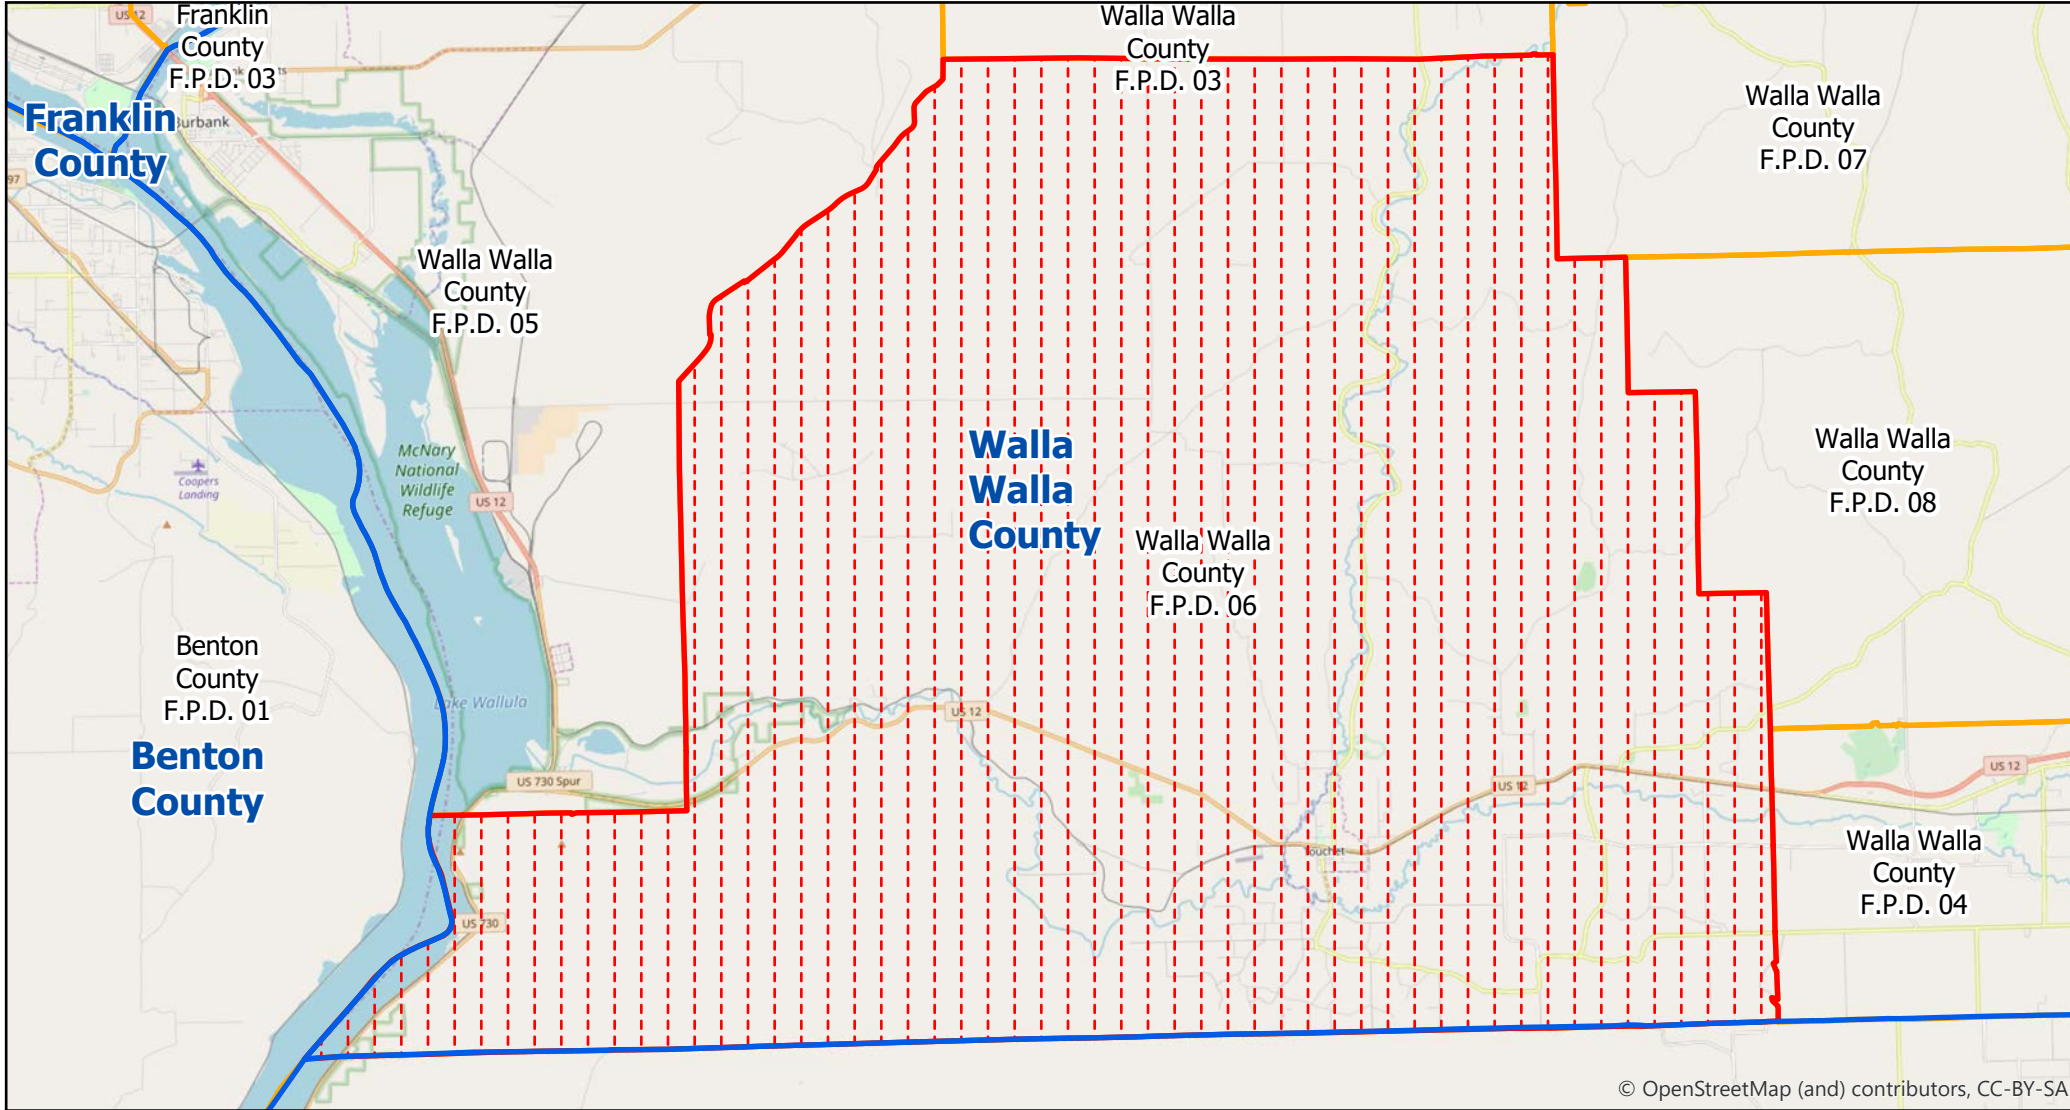 US 12
Franklin
County
F.P.D. 03
Walla Walla
County
F.P.D. 03
Franklin
County
Burbank
97
Walla Walla
County
F.P.D. 07
Walla Walla
County
F.P.D. 05
McNary
National
Wildlife
Refuge
Coopers
Landing
US 12
Walla
Walla
County
Walla Walla
County
F.P.D. 06
Walla Walla
County
F.P.D. 08
Benton
County
F.P.D. 01
Benton
County
Lake Wallula
US 12
US 730 Spur
US 12
US 12
Touchet
Walla Walla
County
F.P.D. 04
US 730
© OpenStreetMap (and) contributors, CC-BY-SA